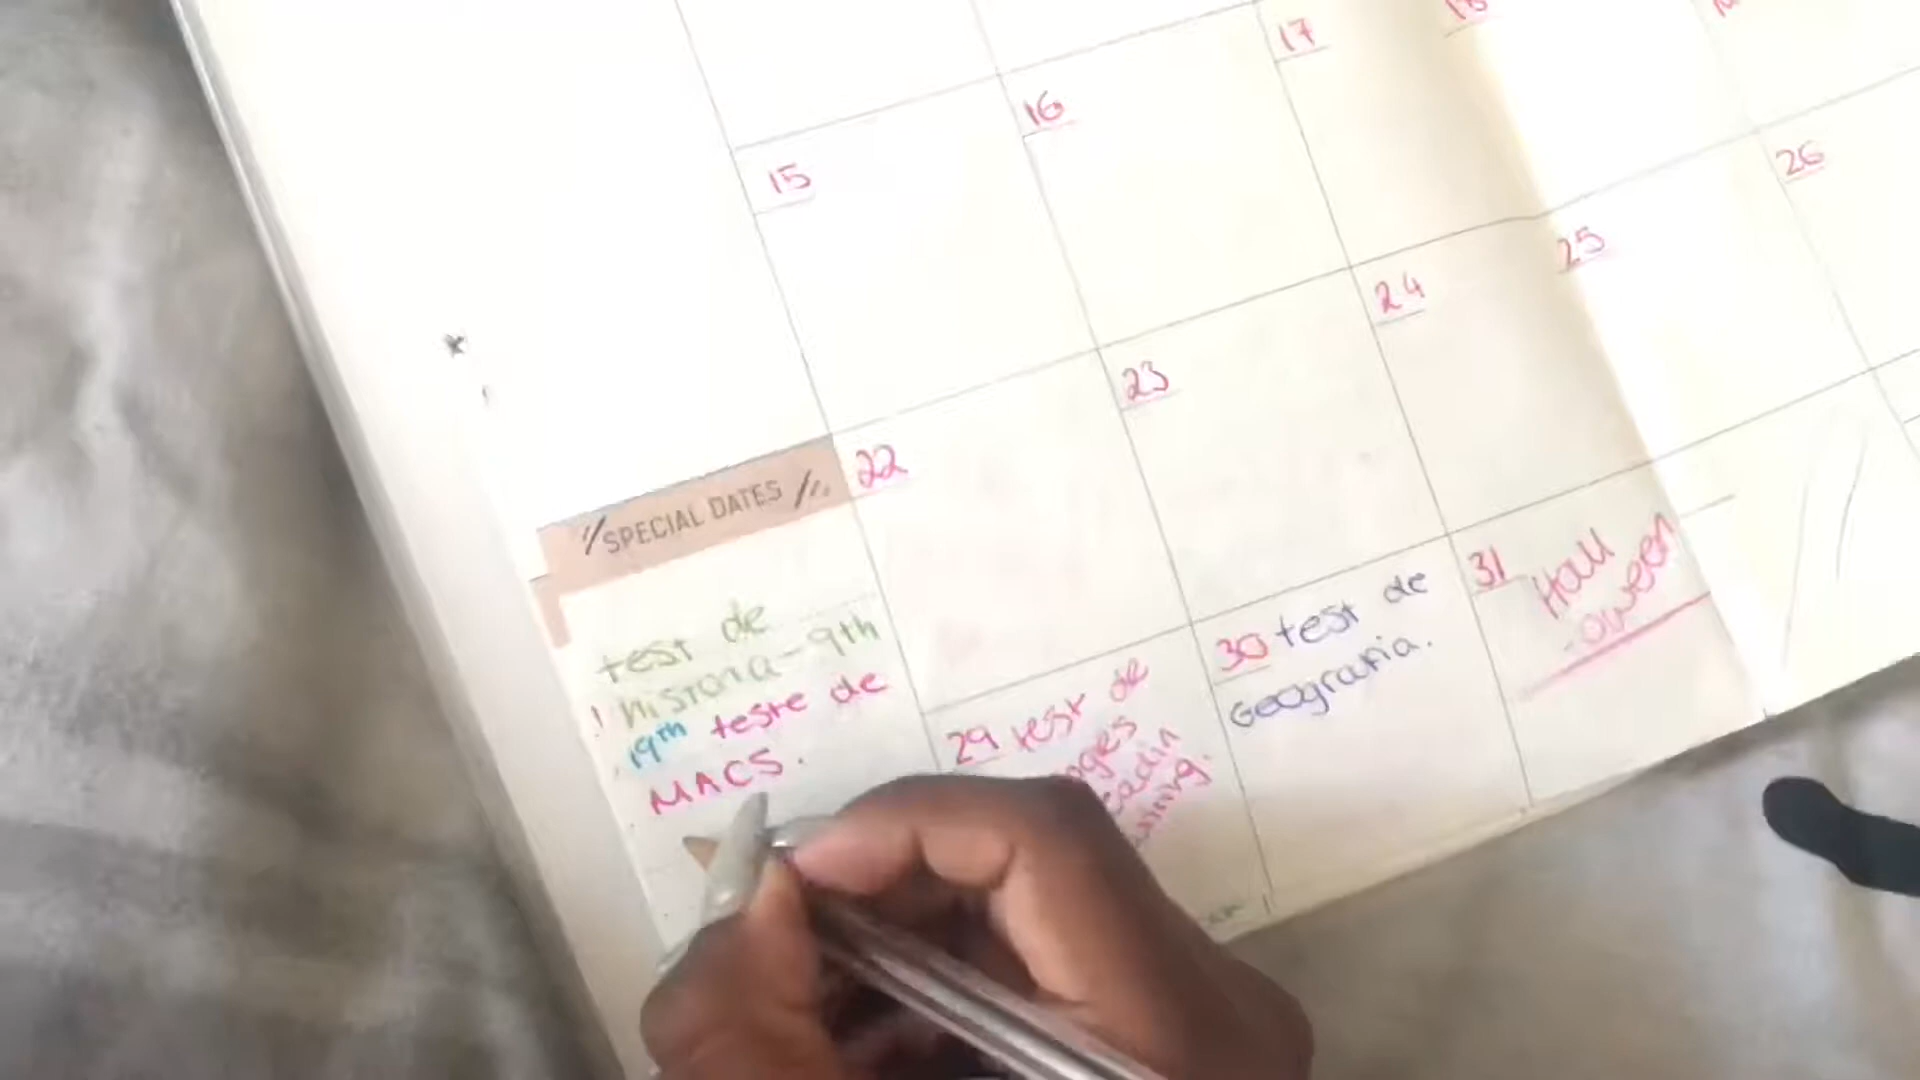 17
18
16
15
26
25
24
23
22
SPECIAL DATES
test de
historia-9th
19th teste de
MACS.
29 test de
30 test de
Geografia.
31 Hall
-oween